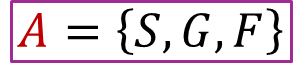 A = {S, G, F}